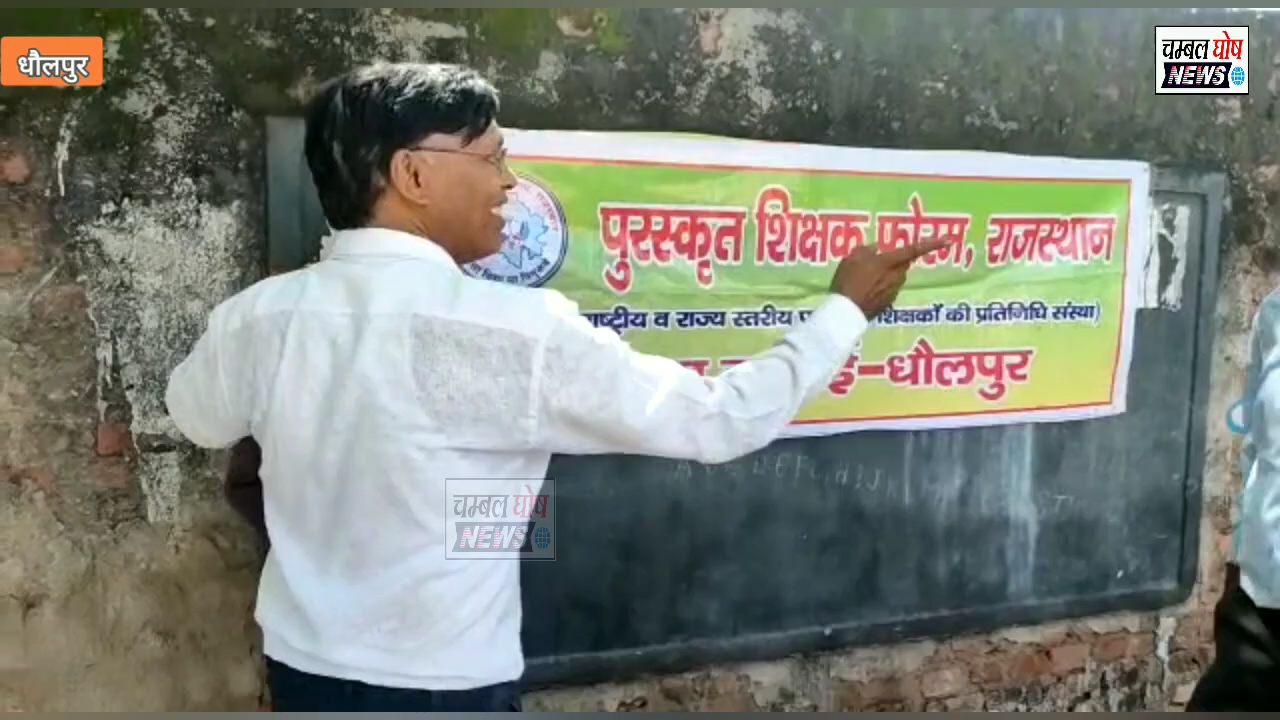 धौलपुर
चम्बल घोष
NEWS
पुरस्कृत शिक्षक फोरम, राजस्थान
व राज्य स्तरीय शिक्षकों की प्रतिनिधि संस्था)
-धौलपुर
चम्बल घोष
NEWS